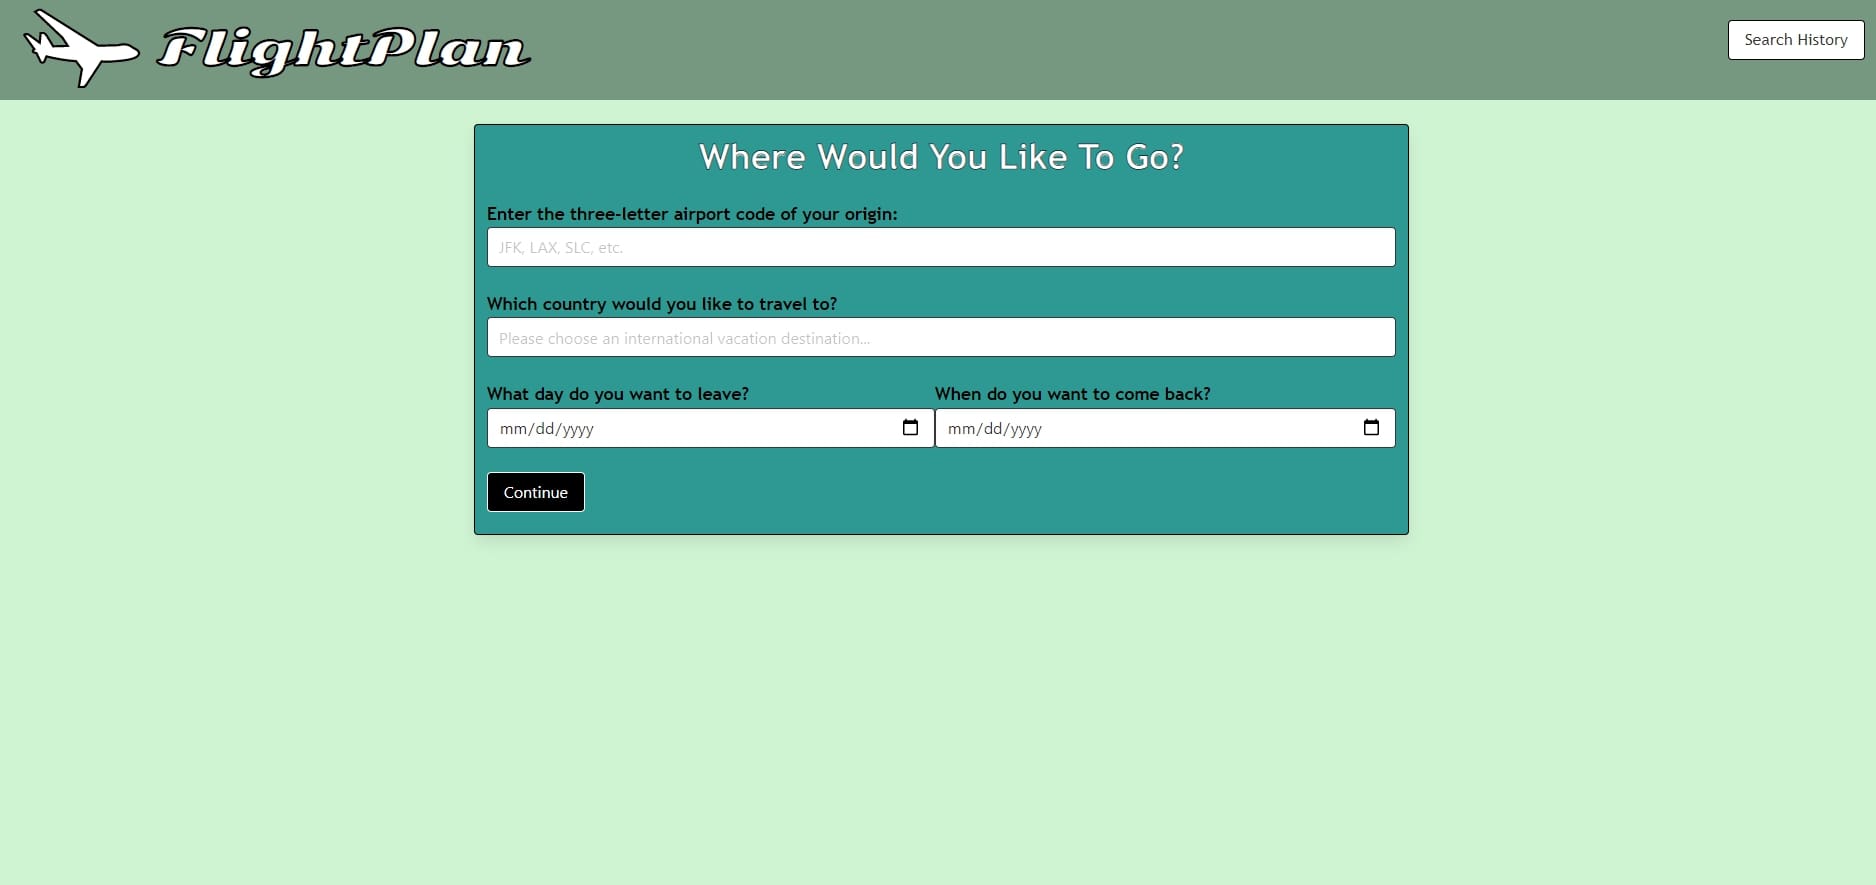 FlightPlan
Search History
Where Would You Like To Go?
Enter the three-letter airport code of your origin:
JFK, LAX, SLC, etc.
Which country would you like to travel to?
Please choose an international vacation destination...
What day do you want to leave? When do you want to come back?
mm/dd/yyyy mm/dd/yyyy
Continue